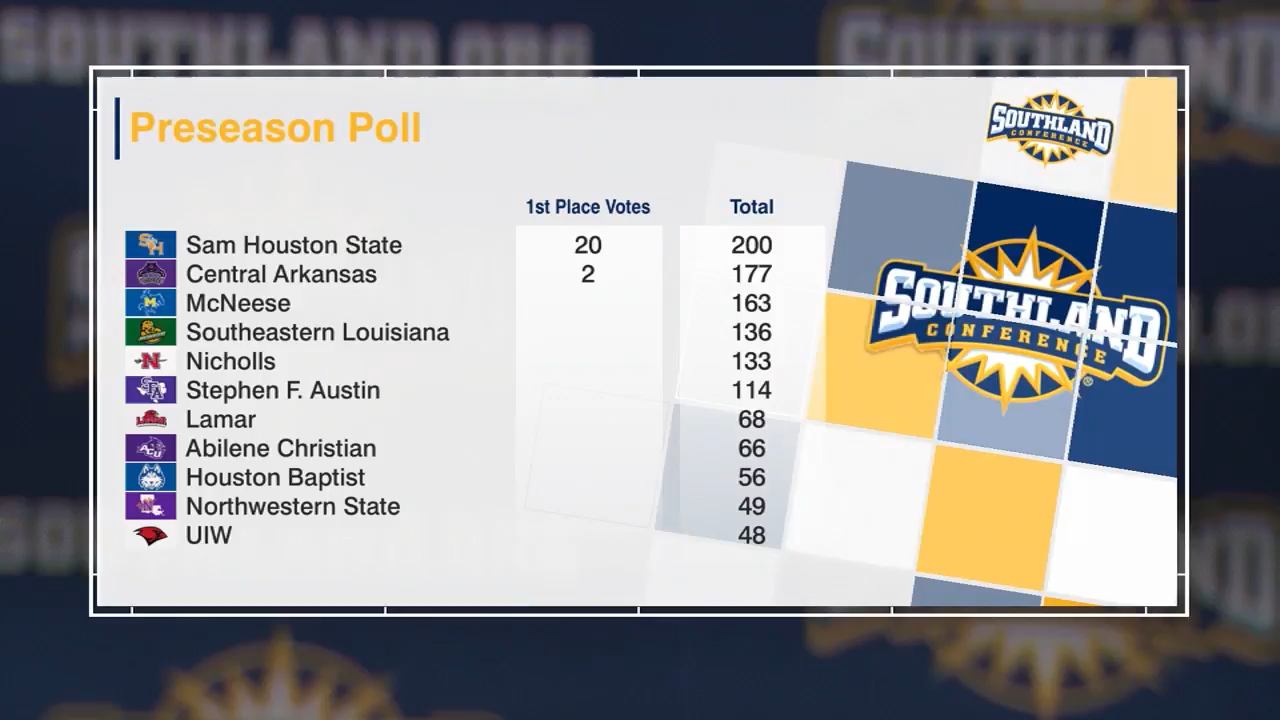 SOUTHLAND.ORG
Preseason Poll
SOUTHLAND
CONFERENCE
1st Place Votes Total
Sam Houston State 20 200
Central Arkansas 2 177
McNeese 163
Southeastern Louisiana 136
Nicholls 133
Stephen F. Austin 114
Lamar 68
Abilene Christian 66
Houston Baptist 56
Northwestern State 49
UIW 48
SOUTHLAND
CONFERENCE
®